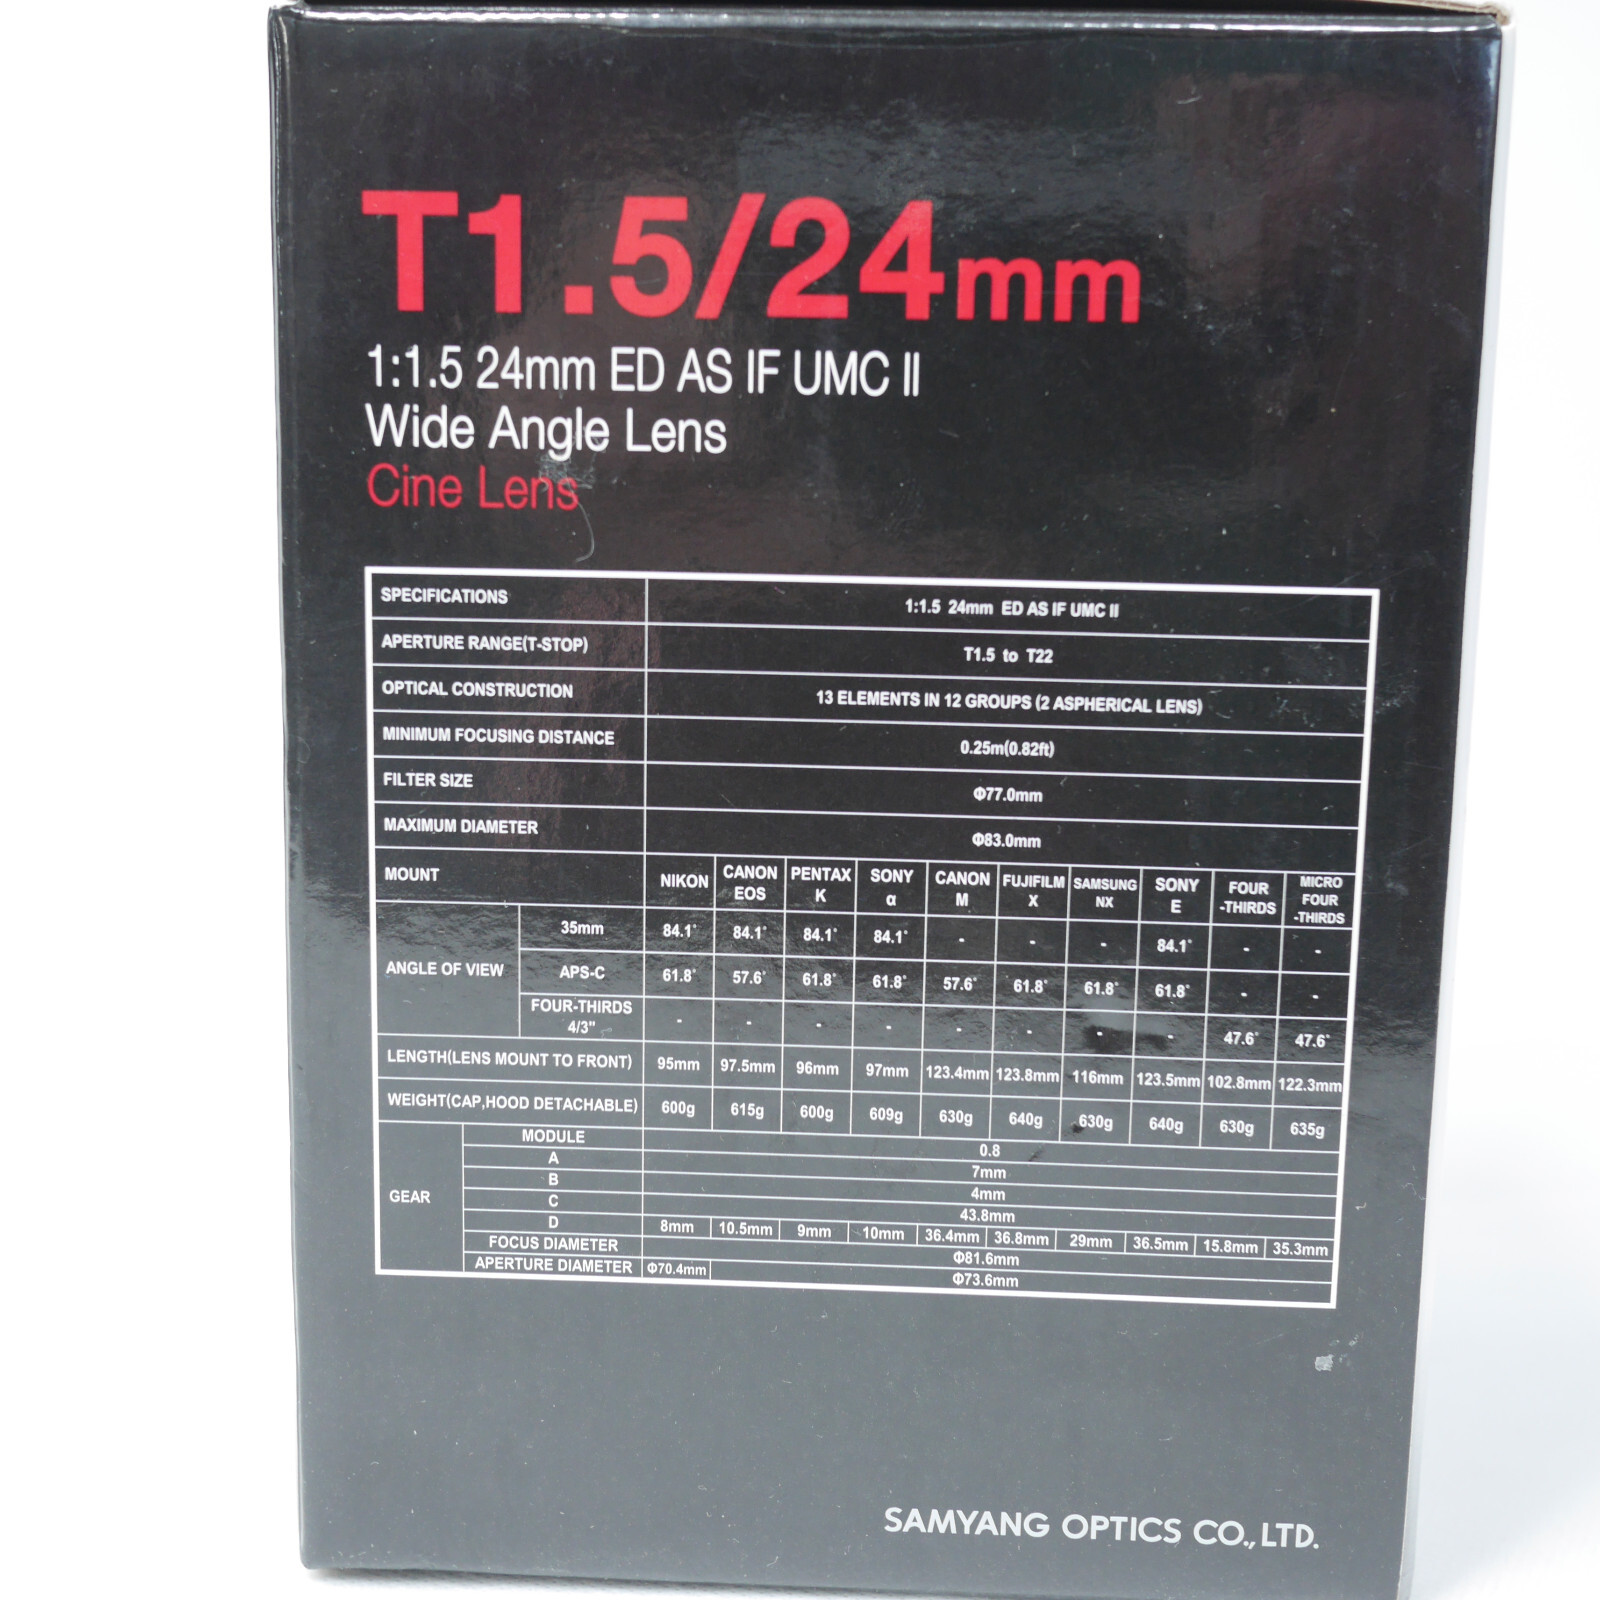 T1.5/24mm
1:1.5 24mm ED AS IF UMC II
Wide Angle Lens
Cine Lens
SPECIFICATIONS 1:1.5 24mm ED AS IF UMC II
APERTURE RANGE(T-STOP) T1.5 to T22
OPTICAL CONSTRUCTION 13 ELEMENTS IN 12 GROUPS (2 ASPHERICAL LENS)
MINIMUM FOCUSING DISTANCE 0.25m(0.82ft)
FILTER SIZE Φ77.0mm
MAXIMUM DIAMETER Φ83.0mm
MOUNT NIKON CANON EOS PENTAX K SONY α CANON M FUJIFILM X SAMSUNG NX SONY E FOUR -THIRDS MICRO FOUR -THIRDS
ANGLE OF VIEW 35mm 84.1° 84.1° 84.1° 84.1° - - - 84.1° - -
APS-C 61.8° 57.6° 61.8° 61.8° 57.6° 61.8° 61.8° 61.8° - -
FOUR-THIRDS 4/3" - - - - - - - - 47.6° 47.6°
LENGTH(LENS MOUNT TO FRONT) 95mm 97.5mm 96mm 97mm 123.4mm 123.8mm 116mm 123.5mm 102.8mm 122.3mm
WEIGHT(CAP,HOOD DETACHABLE) 600g 615g 600g 609g 630g 640g 630g 640g 630g 635g
GEAR MODULE 0.8
A 7mm
B 4mm
C 43.8mm
D 8mm 10.5mm 9mm 10mm 36.4mm 36.8mm 29mm 36.5mm 15.8mm 35.3mm
FOCUS DIAMETER Φ81.6mm
APERTURE DIAMETER Φ70.4mm Φ73.6mm
SAMYANG OPTICS CO., LTD.